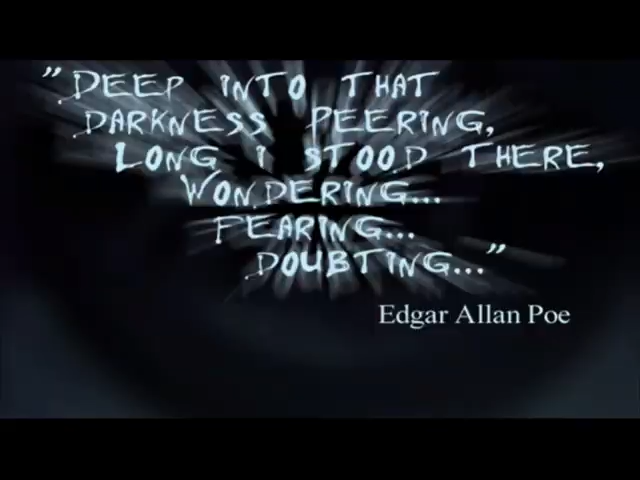 "DEEP INTO THAT
DARKNESS PEERING,
LONG I STOOD THERE,
WONDERING...
FEARING...
DOUBTING..."
Edgar Allan Poe